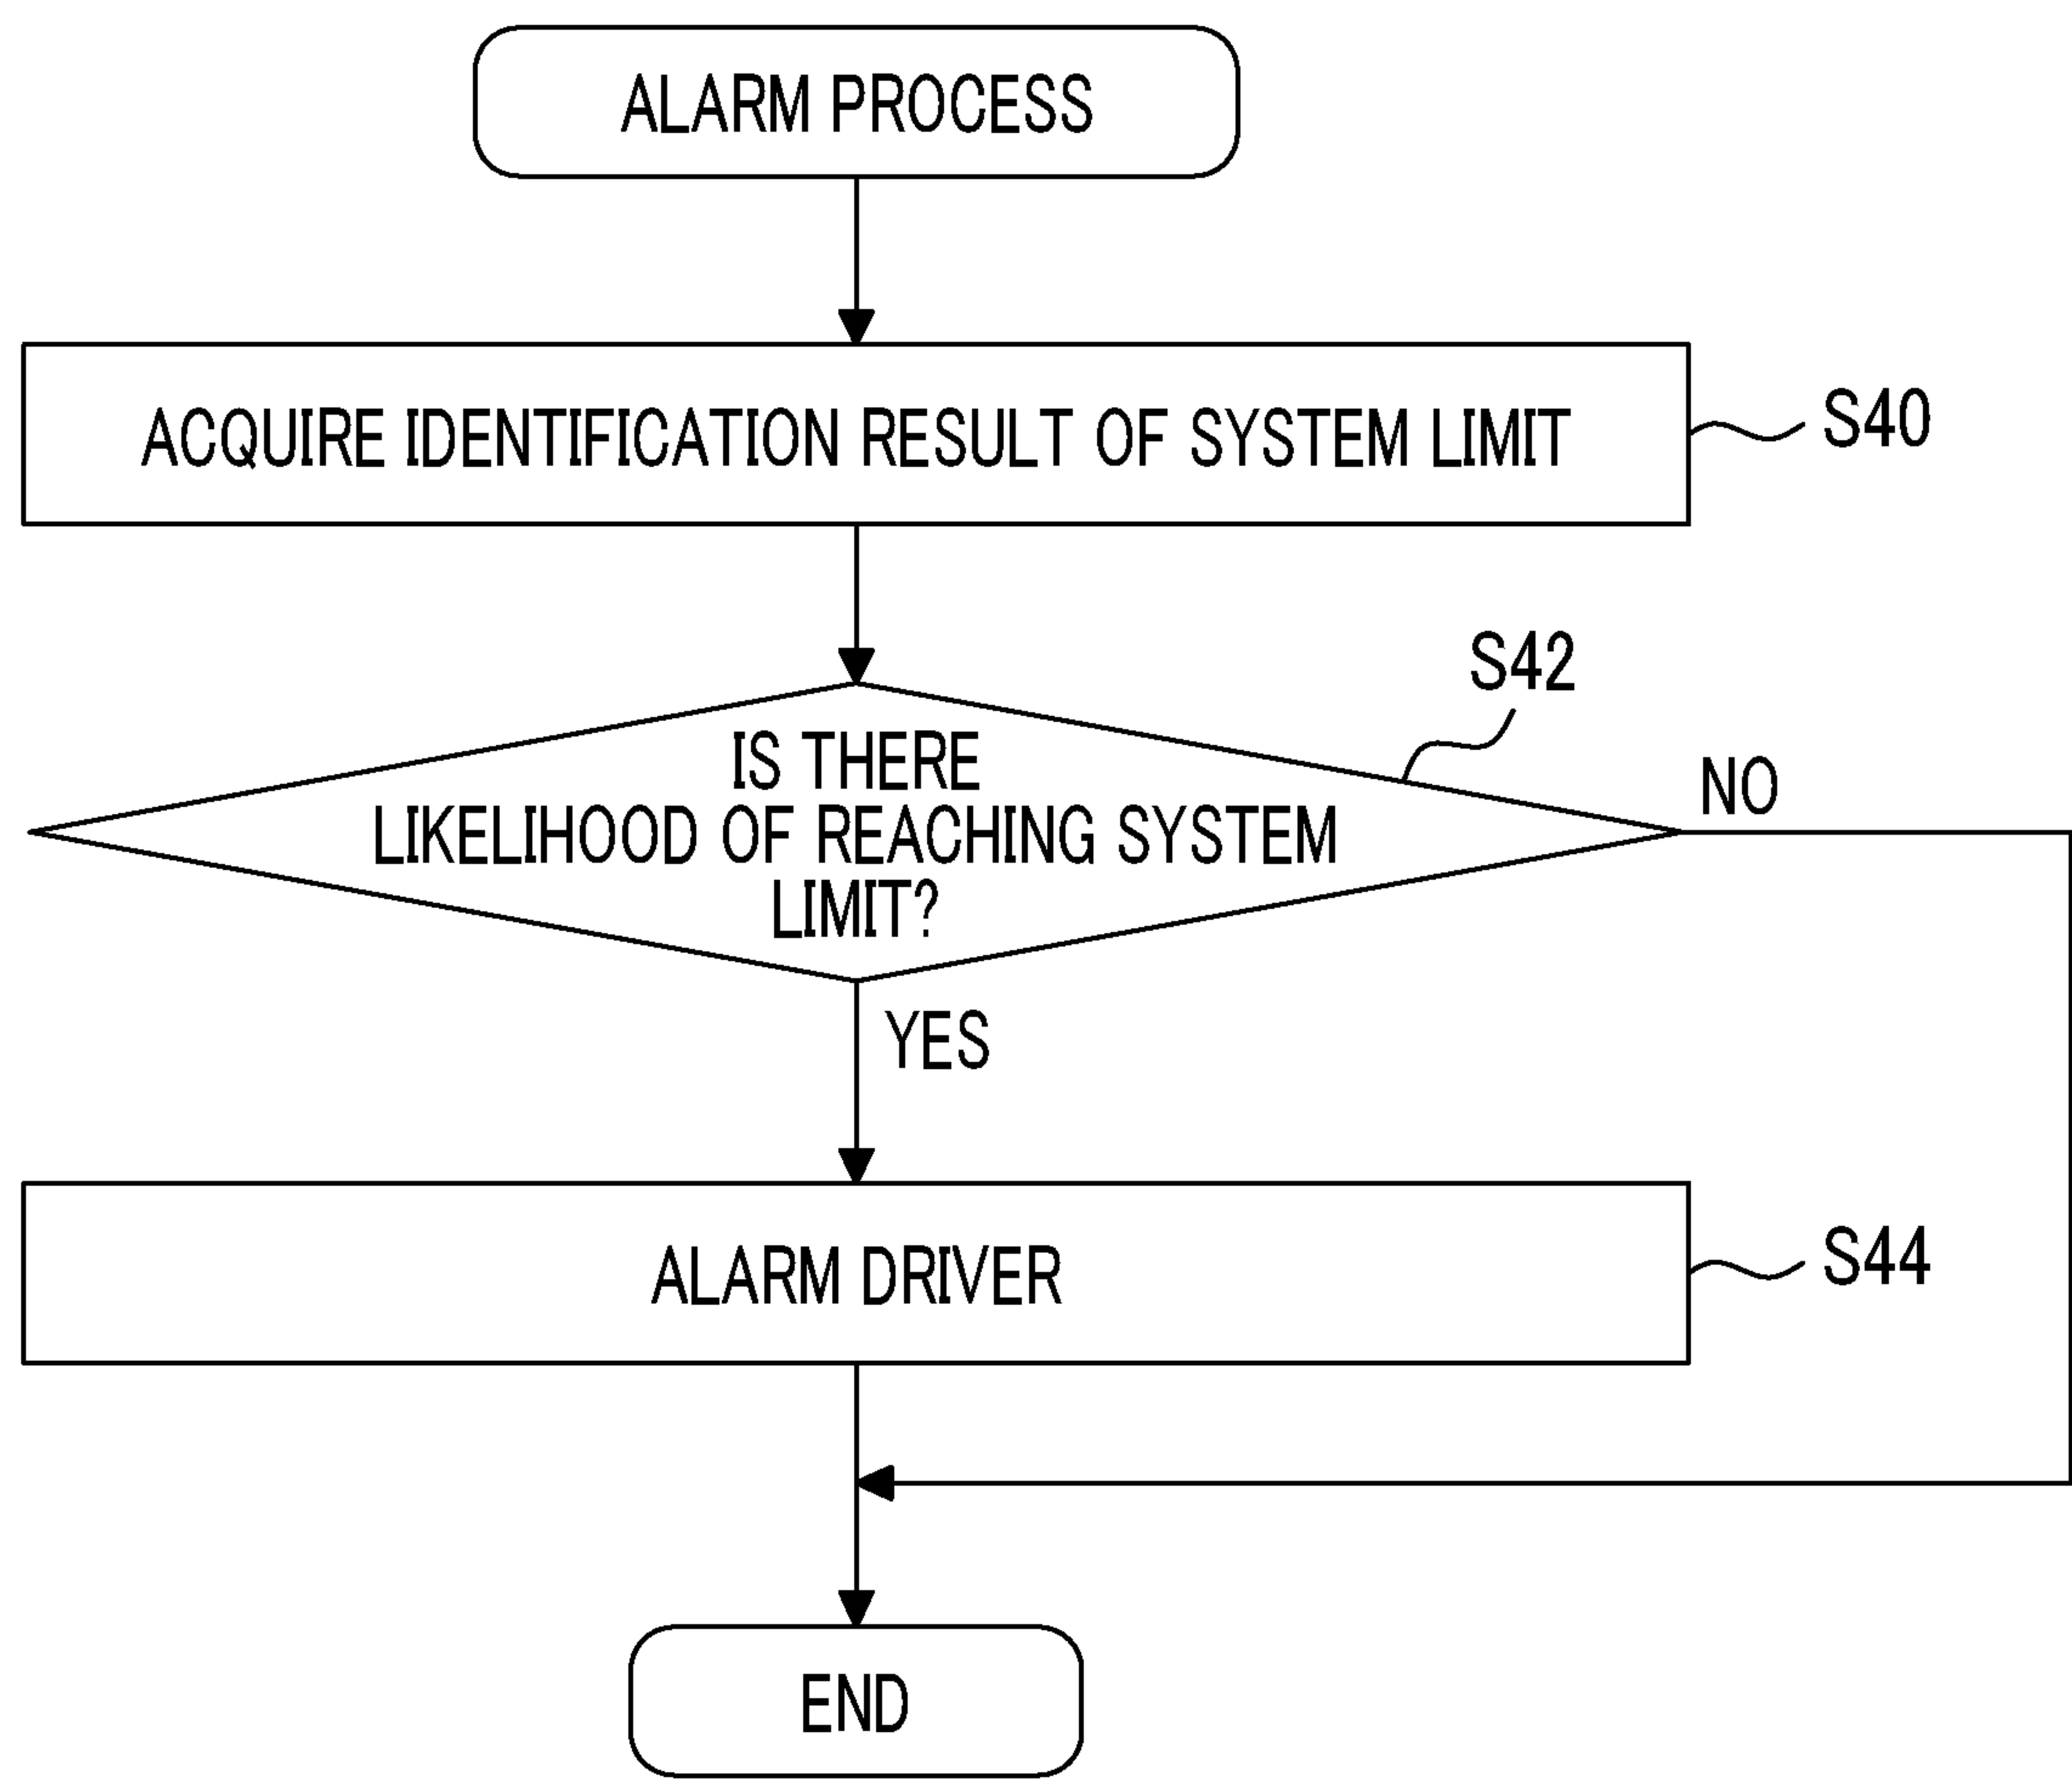 ALARM PROCESS
ACQUIRE IDENTIFICATION RESULT OF SYSTEM LIMIT
S40
S42
IS THERE
LIKELIHOOD OF REACHING SYSTEM
LIMIT?
NO
YES
ALARM DRIVER
S44
END